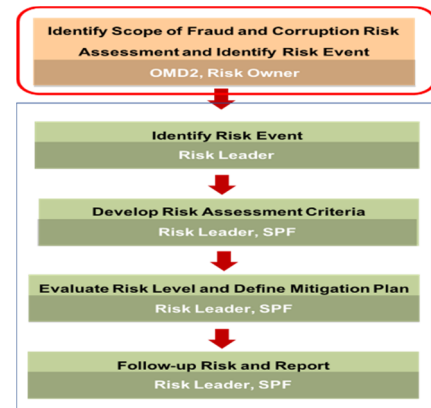 Identify Scope of Fraud and Corruption Risk
Assessment and Identify Risk Event
OMD2, Risk Owner
Identify Risk Event
Risk Leader
Develop Risk Assessment Criteria
Risk Leader, SPF
Evaluate Risk Level and Define Mitigation Plan
Risk Leader, SPF
Follow-up Risk and Report
Risk Leader, SPF